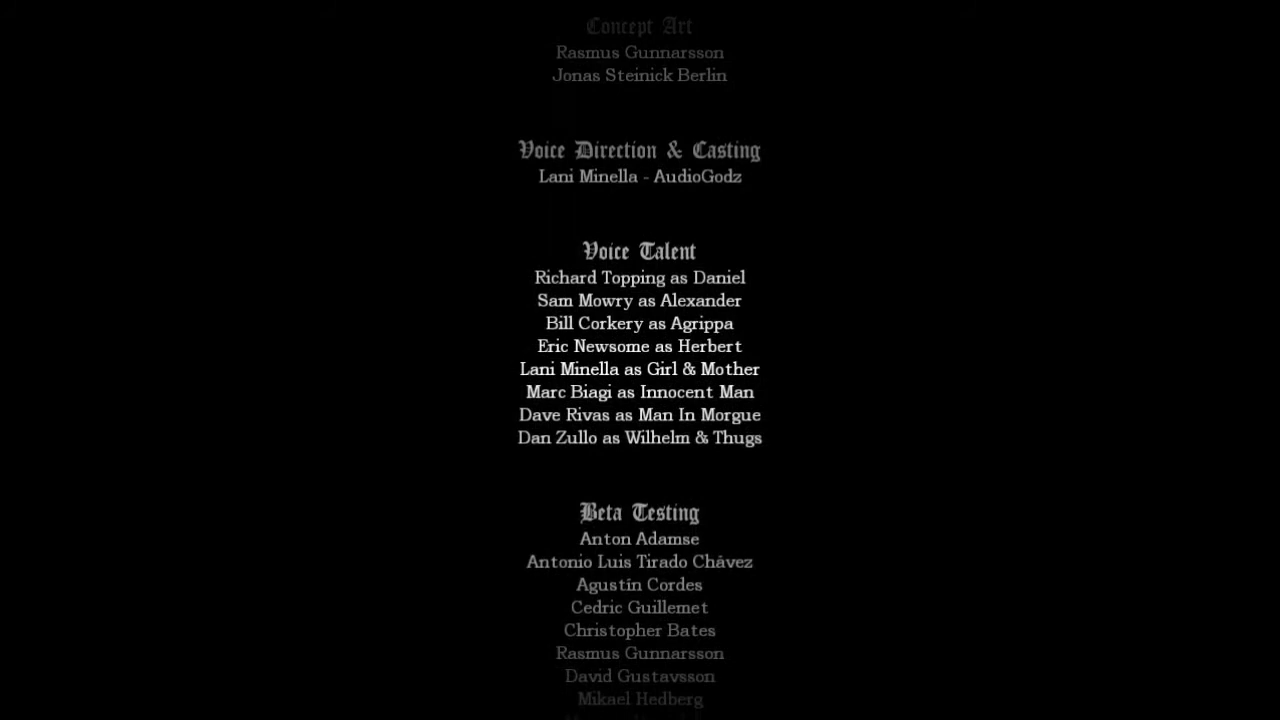 Concept Art
Rasmus Gunnarsson
Jonas Steinick Berlin
Voice Direction & Casting
Lani Minella - AudioGodz
Voice Talent
Richard Topping as Daniel
Sam Mowry as Alexander
Bill Corkery as Agrippa
Eric Newsome as Herbert
Lani Minella as Girl & Mother
Marc Biagi as Innocent Man
Dave Rivas as Man In Morgue
Dan Zullo as Wilhelm & Thugs
Beta Testing
Anton Adamse
Antonio Luis Tirado Chávez
Agustín Cordes
Cedric Guillemet
Christopher Bates
Rasmus Gunnarsson
David Gustavsson
Mikael Hedberg